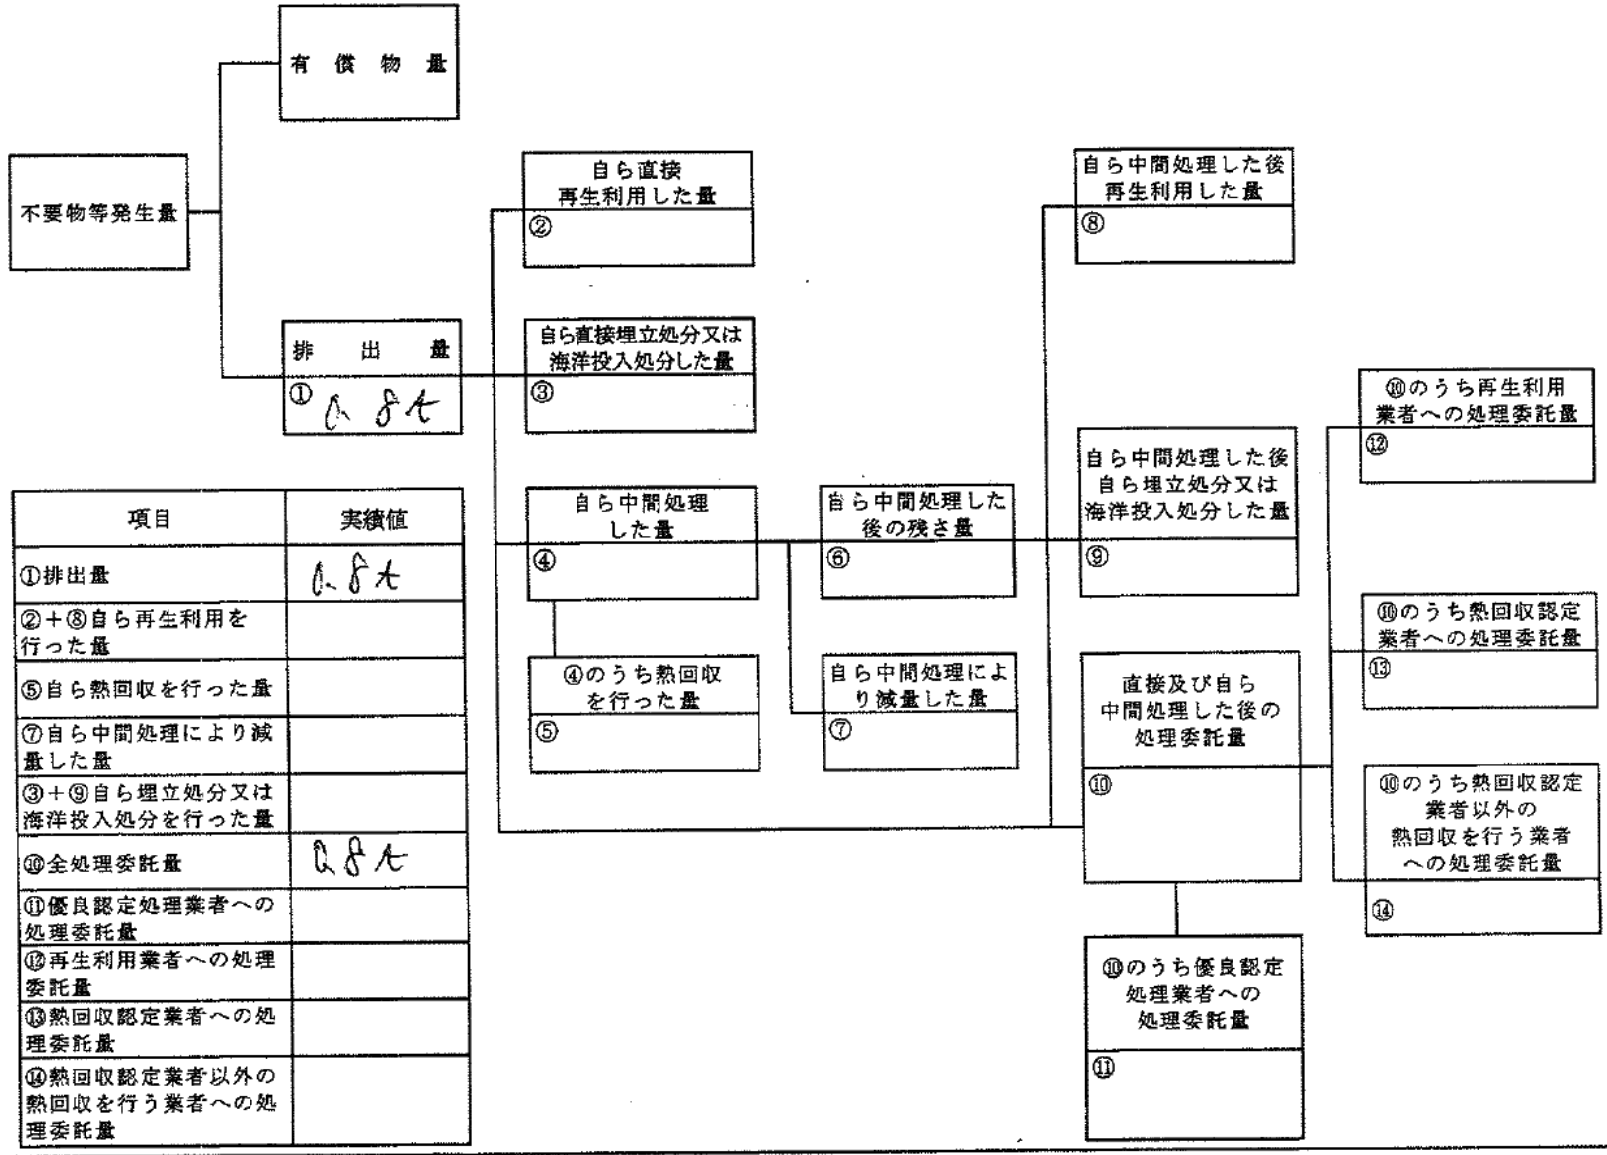 有償物量
不要物等発生量
排出量
① 0.8t
自ら直接
再生利用した量
②
自ら直接埋立処分又は
海洋投入処分した量
③
自ら中間処理
した量
④
④のうち熱回収
を行った量
⑤
自ら中間処理した
後の残さ量
⑥
自ら中間処理によ
り減量した量
⑦
自ら中間処理した後
再生利用した量
⑧
自ら中間処理した後
自ら埋立処分又は
海洋投入処分した量
⑨
直接及び自ら
中間処理した後の
処理委託量
⑩
⑩のうち優良認定
処理業者への
処理委託量
⑪
⑩のうち再生利用
業者への処理委託量
⑫
⑩のうち熱回収認定
業者への処理委託量
⑬
⑩のうち熱回収認定
業者以外の
熱回収を行う業者
への処理委託量
⑭
項目 実績値
①排出量 0.8t
②+⑧自ら再生利用を
行った量
⑤自ら熱回収を行った量
⑦自ら中間処理により減
量した量
③+⑨自ら埋立処分又は
海洋投入処分を行った量
⑩全処理委託量 0.8t
⑪優良認定処理業者への
処理委託量
⑫再生利用業者への処理
委託量
⑬熱回収認定業者への処
理委託量
⑭熱回収認定業者以外の
熱回収を行う業者への処
理委託量